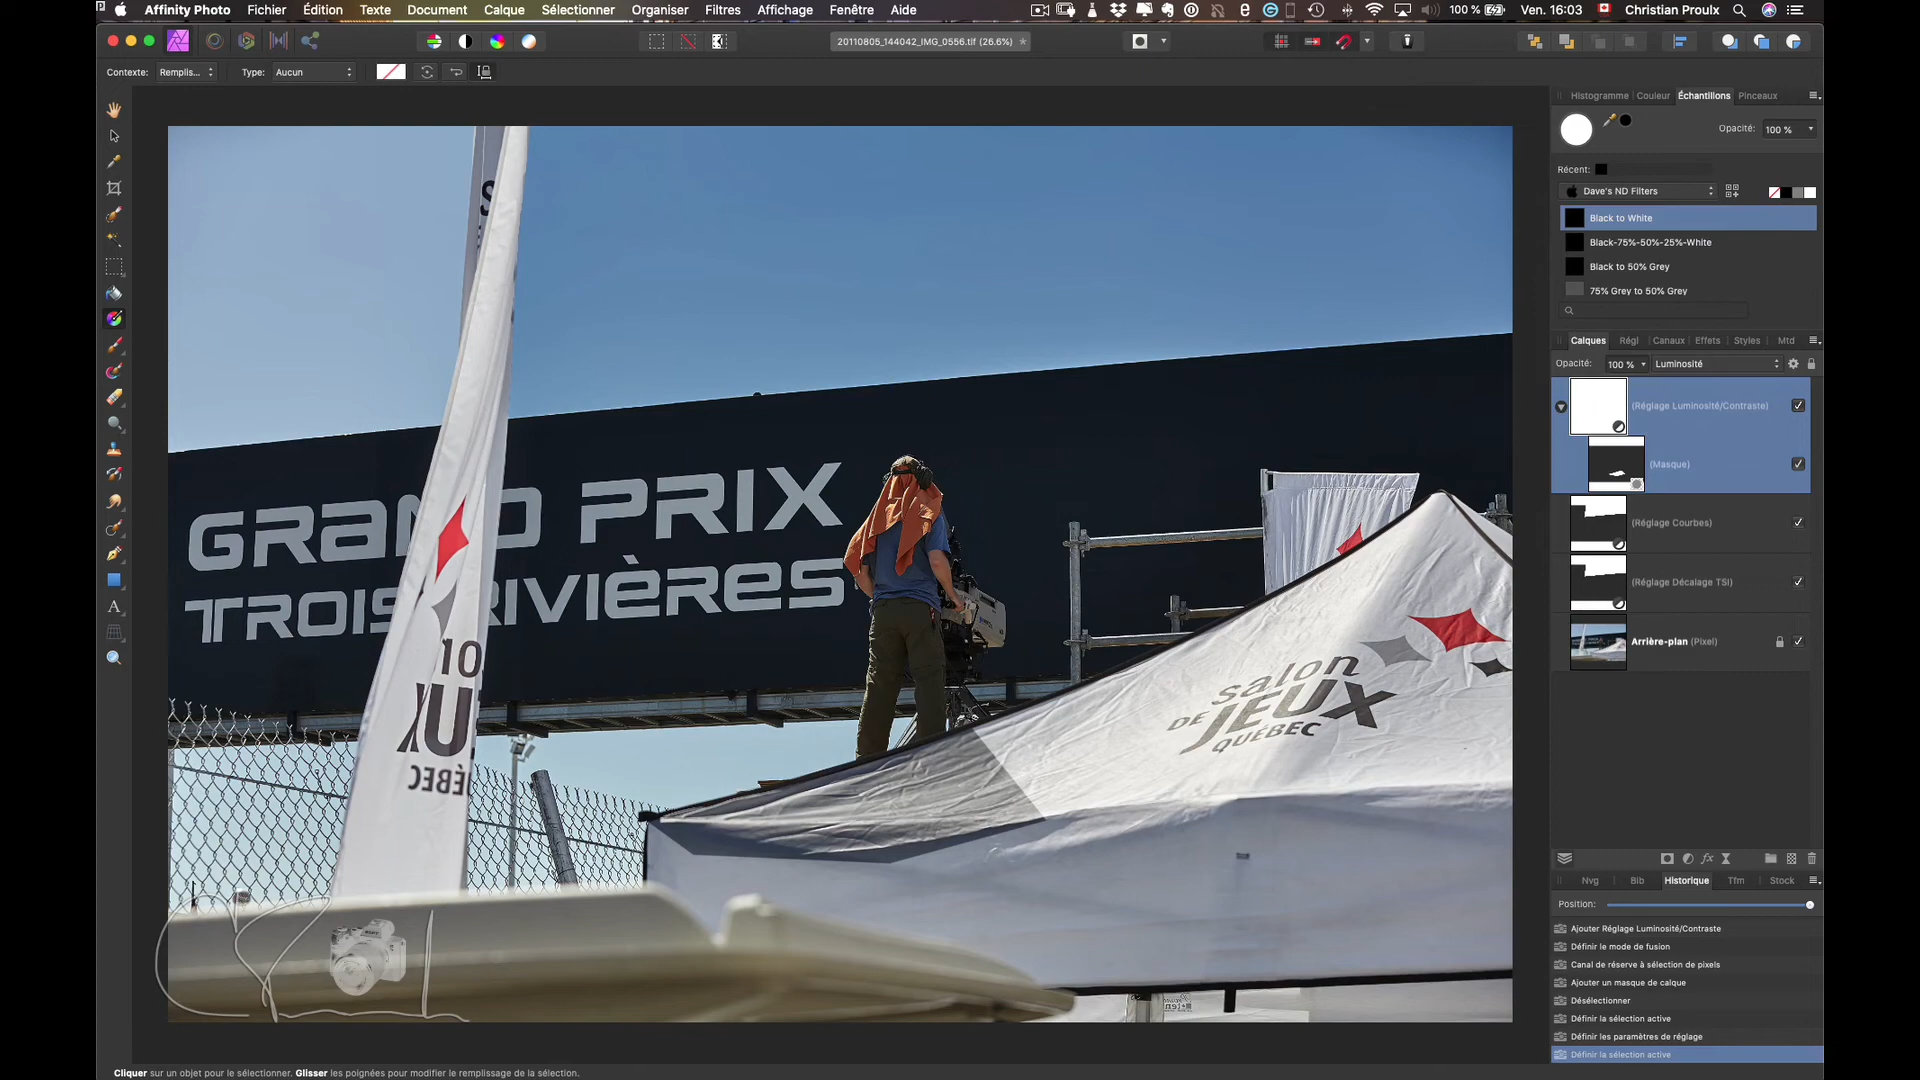 Affinity Photo Fichier Édition Texte Document Calque Sélectionner Organiser Filtres Affichage Fenêtre Aide 100 % Ven. 16:03 Christian Proulx
20110805_144042_IMG_0556.tif (26.6%)
Contexte: Remplis... Type: Aucun
Histogramme Couleur Échantillons Pinceaux
Opacité: 100 %
Récent:
Dave's ND Filters
Black to White
Black-75%-50%-25%-White
Black to 50% Grey
75% Grey to 50% Grey
Calques Régl Canaux Effets Styles Mtd
Opacité: 100 % Luminosité
(Réglage Luminosité/Contraste)
(Masque)
(Réglage Courbes)
(Réglage Décalage TSI)
Arrière-plan (Pixel)
fx
Nvg Bib Historique Tfm Stock
Position:
Ajouter Réglage Luminosité/Contraste
Définir le mode de fusion
Canal de réserve à sélection de pixels
Ajouter un masque de calque
Désélectionner
Définir la sélection active
Définir les paramètres de réglage
Définir la sélection active
GRAND PRIX
TROIS RIVIÈRES
10
UX
UÉBEC
salon
DE JEUX
QUÉBEC
Cliquer sur un objet pour le sélectionner. Glisser les poignées pour modifier le remplissage de la sélection.